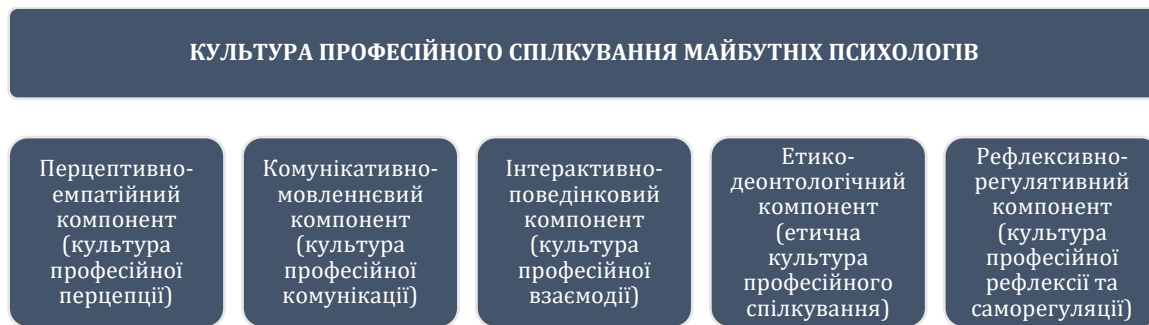 КУЛЬТУРА ПРОФЕСІЙНОГО СПІЛКУВАННЯ МАЙБУТНІХ ПСИХОЛОГІВ
Перцептивно-
емпатійний
компонент
(культура
професійної
перцепції)
Комунікативно-
мовленнєвий
компонент
(культура
професійної
комунікації)
Інтерактивно-
поведінковий
компонент
(культура
професійної
взаємодії)
Етико-
деонтологічний
компонент
(етична
культура
професійного
спілкування)
Рефлексивно-
регулятивний
компонент
(культура
професійної
рефлексії та
саморегуляції)